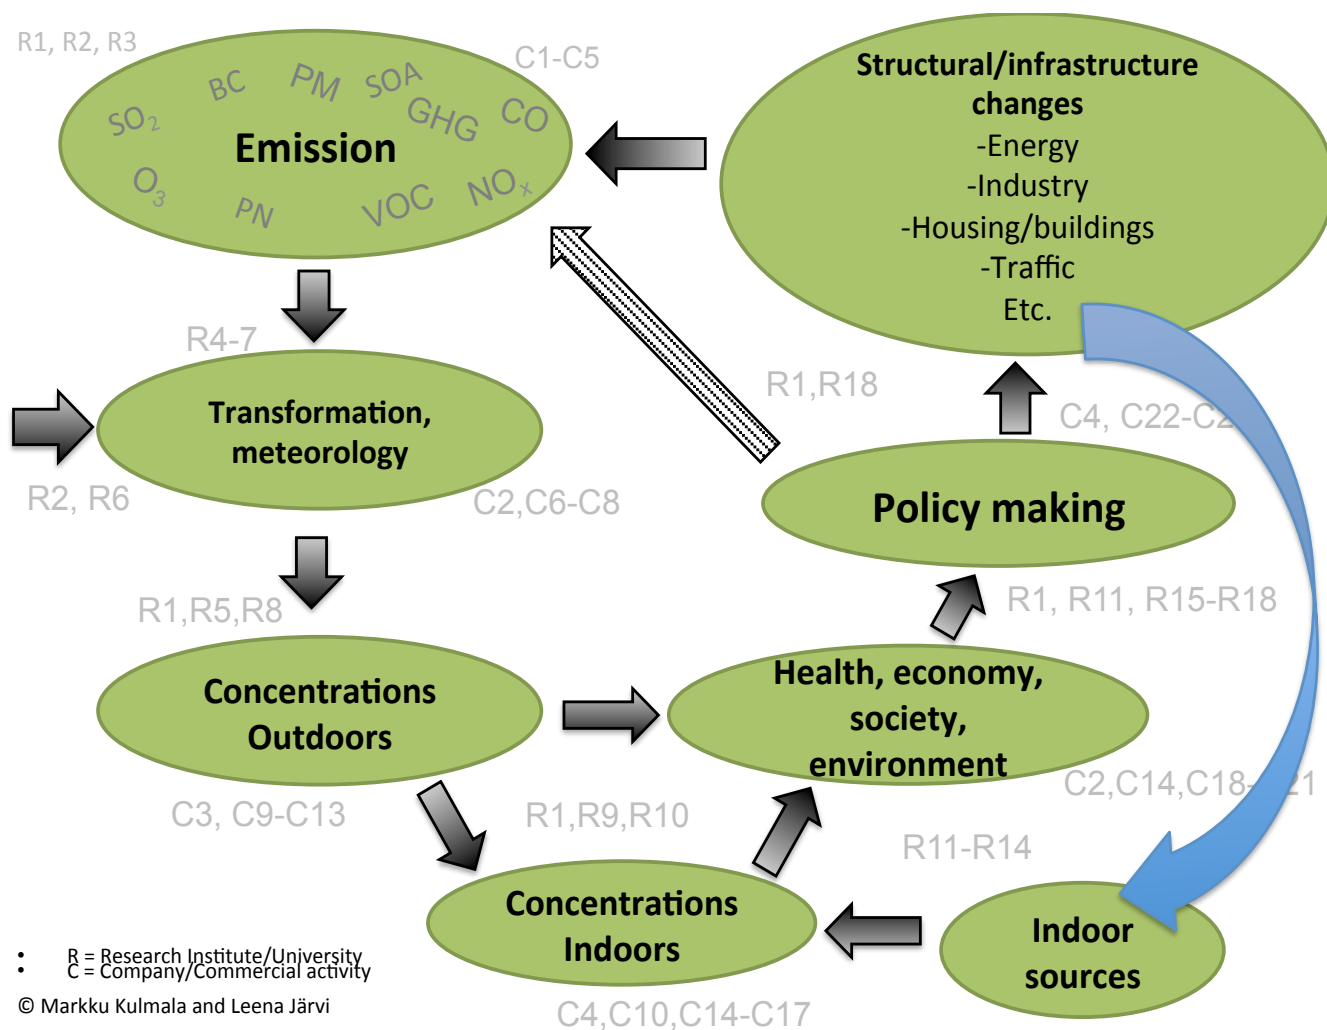 R1, R2, R3
C1-C5
SO2
BC
PM
SOA
GHG
CO
Emission
O3
PN
VOC
NOx
Structural/infrastructure
changes
-Energy
-Industry
-Housing/buildings
-Traffic
Etc.
R4-7
Transformation,
meteorology
R2, R6
C2,C6-C8
R1,R18
C4, C22-C2
Policy making
R1,R5,R8
R1, R11, R15-R18
Concentrations
Outdoors
Health, economy,
society,
environment
C3, C9-C13
R1,R9,R10
C2,C14,C18-
21
R11-R14
Concentrations
Indoors
Indoor
sources
C4,C10,C14-C17
• R = Research Institute/University
• C = Company/Commercial activity
© Markku Kulmala and Leena Järvi